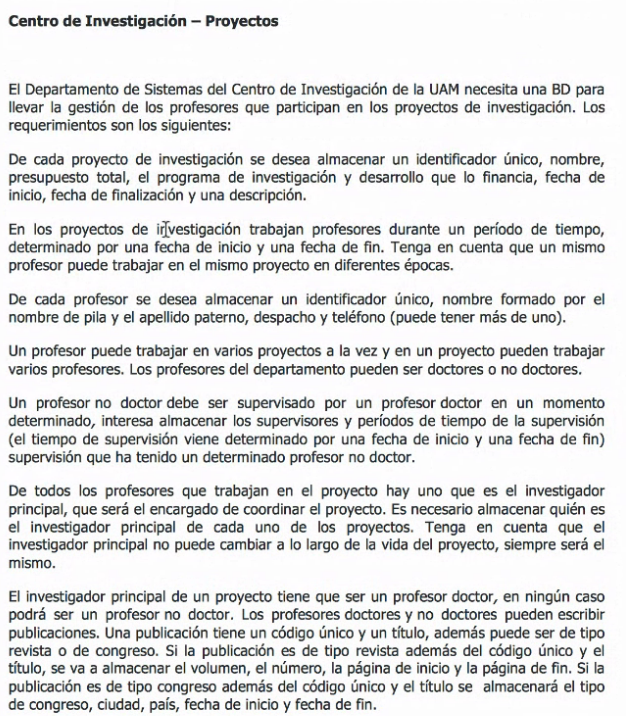 Centro de Investigación – Proyectos
El Departamento de Sistemas del Centro de Investigación de la UAM necesita una BD para
llevar la gestión de los profesores que participan en los proyectos de investigación. Los
requerimientos son los siguientes:
De cada proyecto de investigación se desea almacenar un identificador único, nombre,
presupuesto total, el programa de investigación y desarrollo que lo financia, fecha de
inicio, fecha de finalización y una descripción.
En los proyectos de investigación trabajan profesores durante un período de tiempo,
determinado por una fecha de inicio y una fecha de fin. Tenga en cuenta que un mismo
profesor puede trabajar en el mismo proyecto en diferentes épocas.
De cada profesor se desea almacenar un identificador único, nombre formado por el
nombre de pila y el apellido paterno, despacho y teléfono (puede tener más de uno).
Un profesor puede trabajar en varios proyectos a la vez y en un proyecto pueden trabajar
varios profesores. Los profesores del departamento pueden ser doctores o no doctores.
Un profesor no doctor debe ser supervisado por un profesor doctor en un momento
determinado, interesa almacenar los supervisores y períodos de tiempo de la supervisión
(el tiempo de supervisión viene determinado por una fecha de inicio y una fecha de fin)
supervisión que ha tenido un determinado profesor no doctor.
De todos los profesores que trabajan en el proyecto hay uno que es el investigador
principal, que será el encargado de coordinar el proyecto. Es necesario almacenar quién es
el investigador principal de cada uno de los proyectos. Tenga en cuenta que el
investigador principal no puede cambiar a lo largo de la vida del proyecto, siempre será el
mismo.
El investigador principal de un proyecto tiene que ser un profesor doctor, en ningún caso
podrá ser un profesor no doctor. Los profesores doctores y no doctores pueden escribir
publicaciones. Una publicación tiene un código único y un título, además puede ser de tipo
revista o de congreso. Si la publicación es de tipo revista además del código único y el
título, se va a almacenar el volumen, el número, la página de inicio y la página de fin. Si la
publicación es de tipo congreso además del código único y el título se almacenará el tipo
de congreso, ciudad, país, fecha de inicio y fecha de fin.